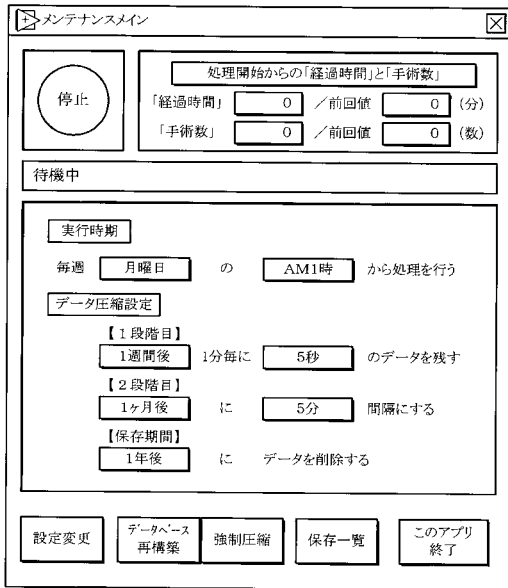 メンテナンスメイン
停止
処理開始からの「経過時間」と「手術数」
「経過時間」 0 /前回値 0 (分)
「手術数」 0 /前回値 0 (数)
待機中
実行時期
毎週 月曜日 の AM1時 から処理を行う
データ圧縮設定
【1段階目】
1週間後 1分毎に 5秒 のデータを残す
【2段階目】
1ヶ月後 に 5分 間隔にする
【保存期間】
1年後 に データを削除する
設定変更 データベース再構築 強制圧縮 保存一覧 このアプリ終了